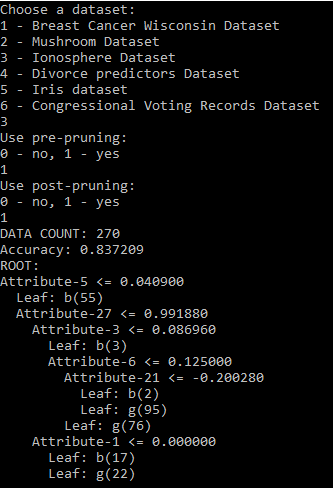 Choose a dataset:
1 - Breast Cancer Wisconsin Dataset
2 - Mushroom Dataset
3 - Ionosphere Dataset
4 - Divorce predictors Dataset
5 - Iris dataset
6 - Congressional Voting Records Dataset
3
Use pre-pruning:
0 - no, 1 - yes
1
Use post-pruning:
0 - no, 1 - yes
1
DATA COUNT: 270
Accuracy: 0.837209
ROOT:
Attribute-5 <= 0.040900
  Leaf: b(55)
  Attribute-27 <= 0.991880
    Attribute-3 <= 0.086960
      Leaf: b(3)
      Attribute-6 <= 0.125000
        Attribute-21 <= -0.200280
          Leaf: b(2)
          Leaf: g(95)
        Leaf: g(76)
    Attribute-1 <= 0.000000
      Leaf: b(17)
      Leaf: g(22)